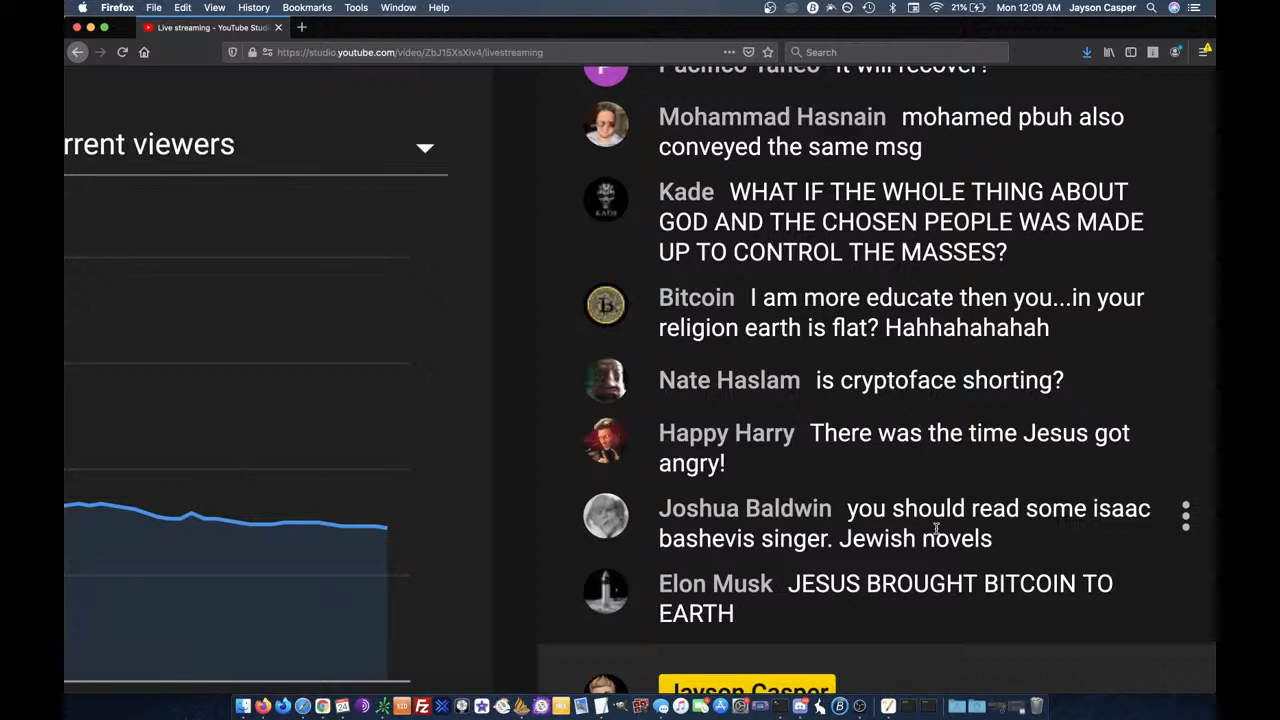 Firefox File Edit View History Bookmarks Tools Window Help 21% Mon 12:09 AM Jayson Casper
Live streaming - YouTube Studi
https://studio.youtube.com/video/ZbJ15XsXiv4/livestreaming
Search
rrent viewers
Pacifico Taneo it will recover!
Mohammad Hasnain mohamed pbuh also
conveyed the same msg
Kade WHAT IF THE WHOLE THING ABOUT
GOD AND THE CHOSEN PEOPLE WAS MADE
UP TO CONTROL THE MASSES?
Bitcoin I am more educate then you...in your
religion earth is flat? Hahhahahahah
Nate Haslam is cryptoface shorting?
Happy Harry There was the time Jesus got
angry!
Joshua Baldwin you should read some isaac
bashevis singer. Jewish novels
Elon Musk JESUS BROUGHT BITCOIN TO
EARTH
Jayson Casper